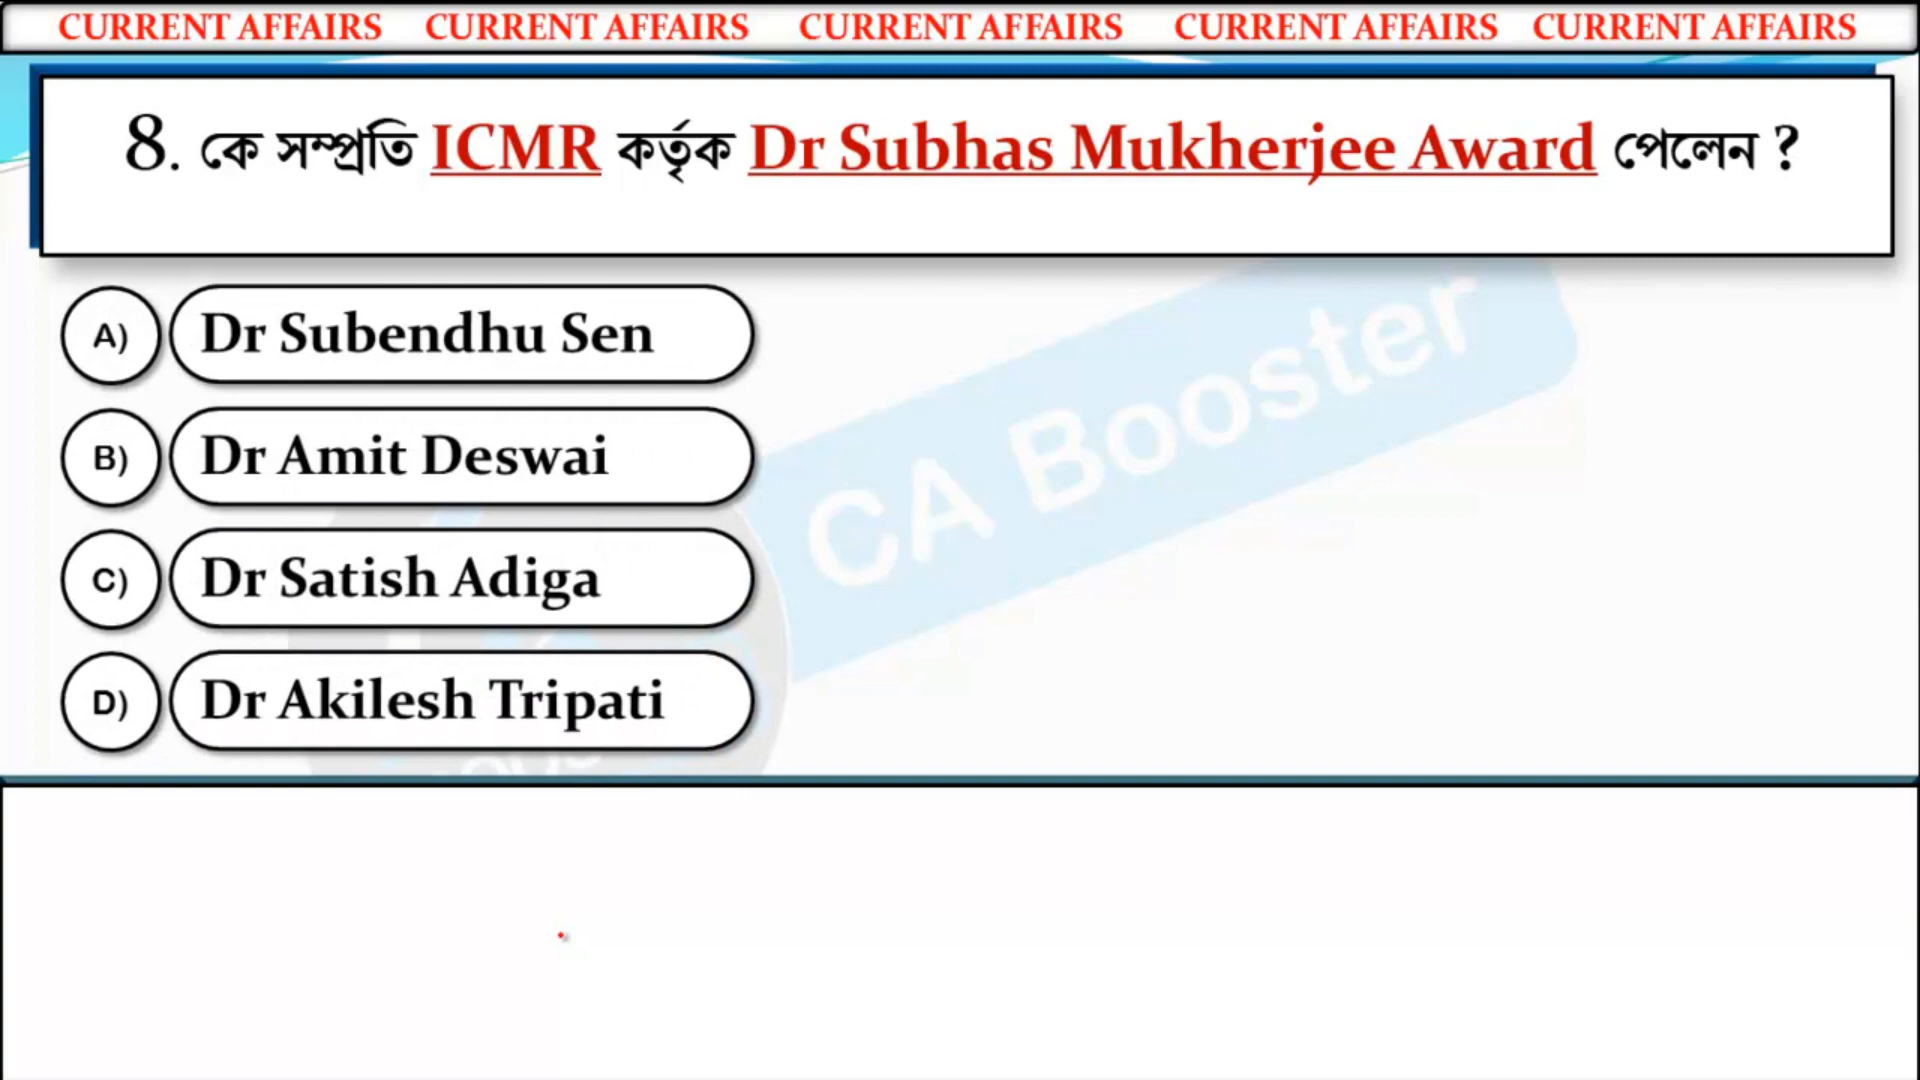 CURRENT AFFAIRS CURRENT AFFAIRS CURRENT AFFAIRS CURRENT AFFAIRS CURRENT AFFAIRS
8. কে সম্প্রতি ICMR কর্তৃক Dr Subhas Mukherjee Award পেলেন ?
A) Dr Subendhu Sen
B) Dr Amit Deswai
C) Dr Satish Adiga
D) Dr Akilesh Tripati
CA Booster